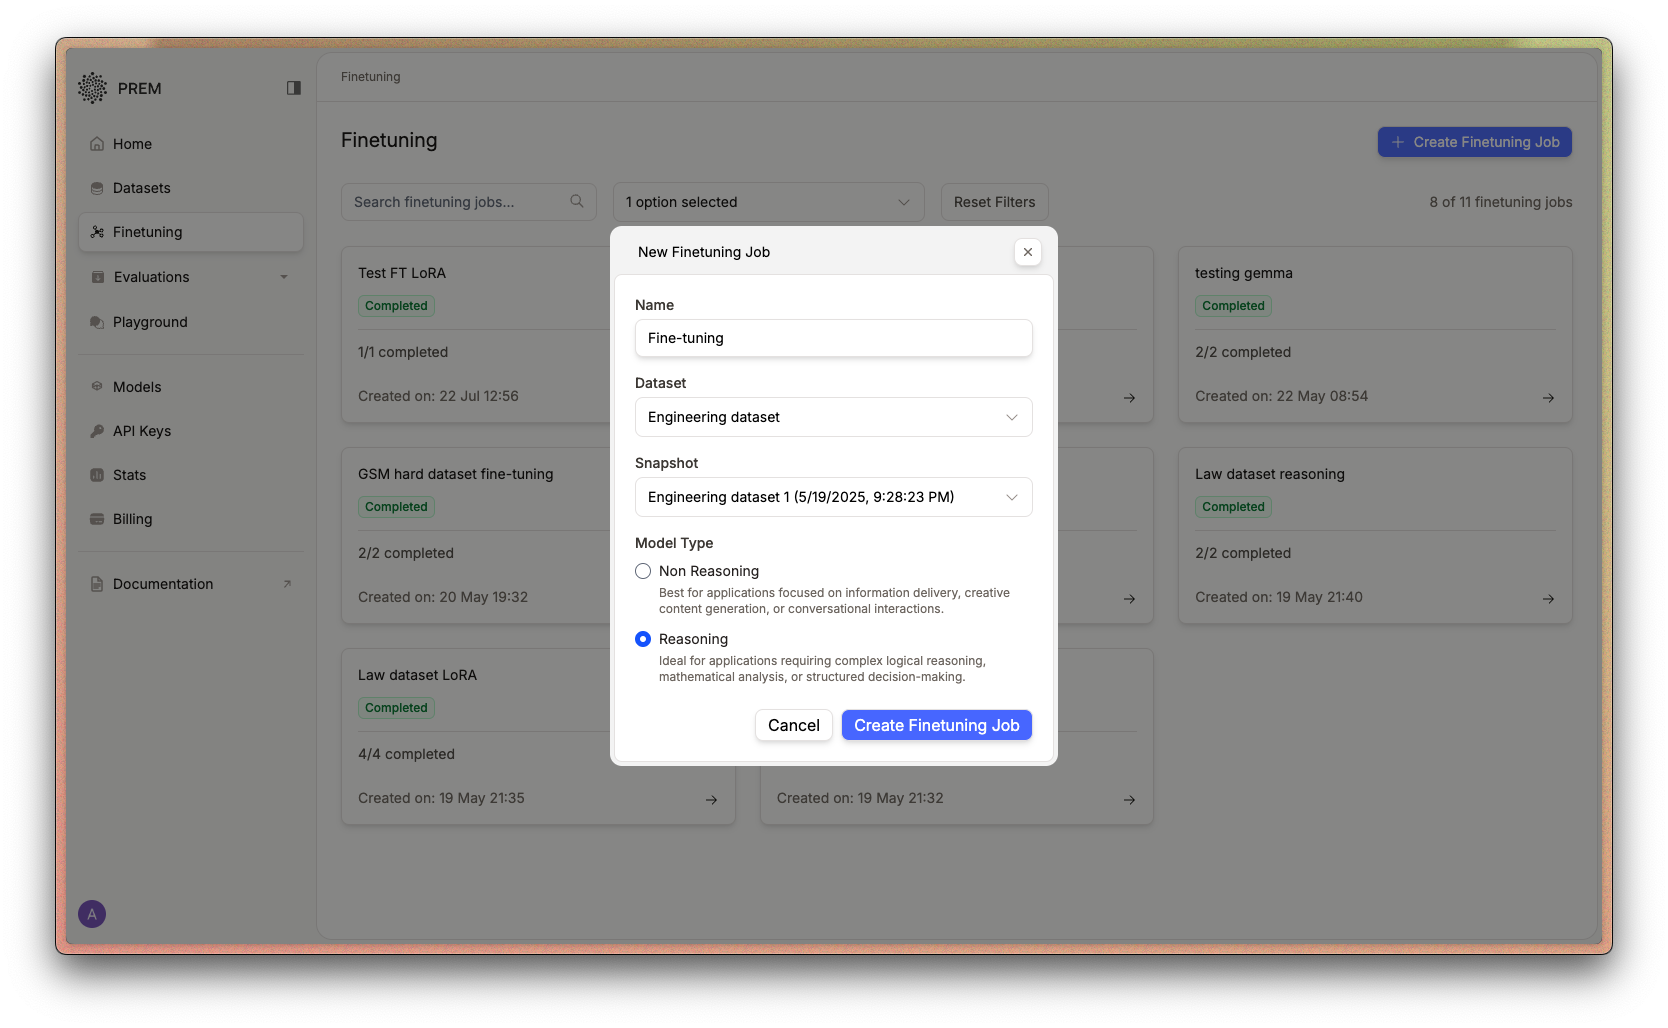 PREM
Home
Datasets
Finetuning
Evaluations
Playground
Models
API Keys
Stats
Billing
Documentation
A
Finetuning
Finetuning
Create Finetuning Job
Search finetuning jobs...
1 option selected
Reset Filters
8 of 11 finetuning jobs
Test FT LoRA
Completed
1/1 completed
Created on: 22 Jul 12:56
testing gemma
Completed
2/2 completed
Created on: 22 May 08:54
GSM hard dataset fine-tuning
Completed
2/2 completed
Created on: 20 May 19:32
Law dataset reasoning
Completed
2/2 completed
Created on: 19 May 21:40
Law dataset LoRA
Completed
4/4 completed
Created on: 19 May 21:35
Created on: 19 May 21:32
New Finetuning Job
Name
Fine-tuning
Dataset
Engineering dataset
Snapshot
Engineering dataset 1 (5/19/2025, 9:28:23 PM)
Model Type
Non Reasoning
Best for applications focused on information delivery, creative
content generation, or conversational interactions.
Reasoning
Ideal for applications requiring complex logical reasoning,
mathematical analysis, or structured decision-making.
Cancel
Create Finetuning Job